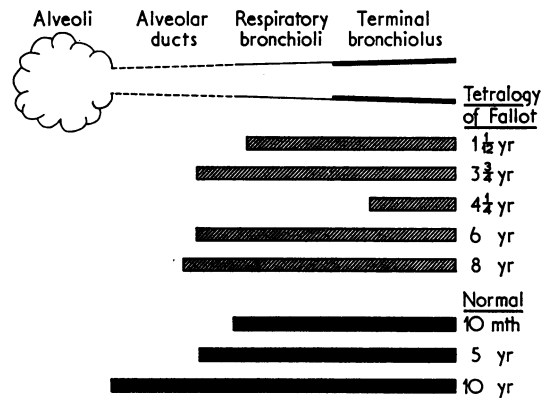 Alveoli
Alveolar
ducts
Respiratory
bronchioli
Terminal
bronchiolus
Tetralogy
of Fallot
1 1/12 yr
3 3/4 yr
4 1/4 yr
6 yr
8 yr
Normal
10 mth
5 yr
10 yr